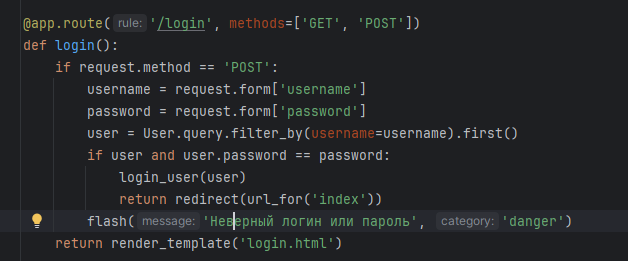 @app.route( rule: '/login', methods=['GET', 'POST'])
def login():
    if request.method == 'POST':
        username = request.form['username']
        password = request.form['password']
        user = User.query.filter_by(username=username).first()
        if user and user.password == password:
            login_user(user)
            return redirect(url_for('index'))
        flash( message: 'Неверный логин или пароль', category: 'danger')
    return render_template('login.html')